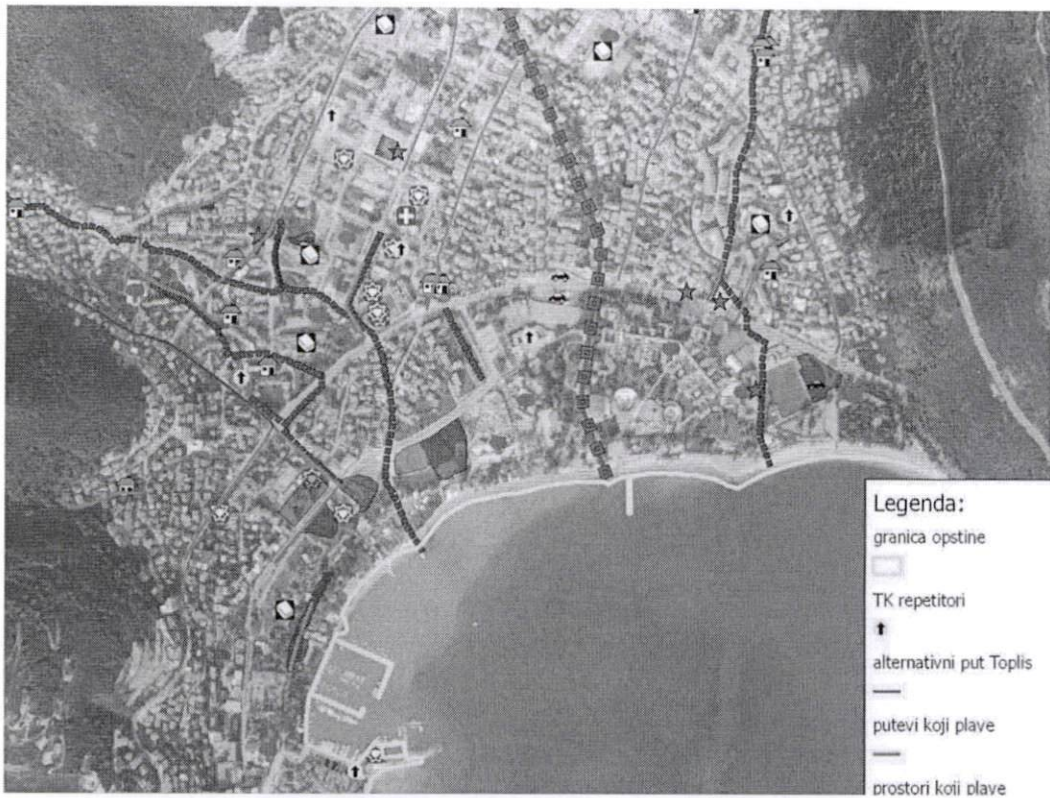 Legenda:
granica opstine
TK repetitori
alternativni put Toplis
putevi koji plave
prostori koji plave